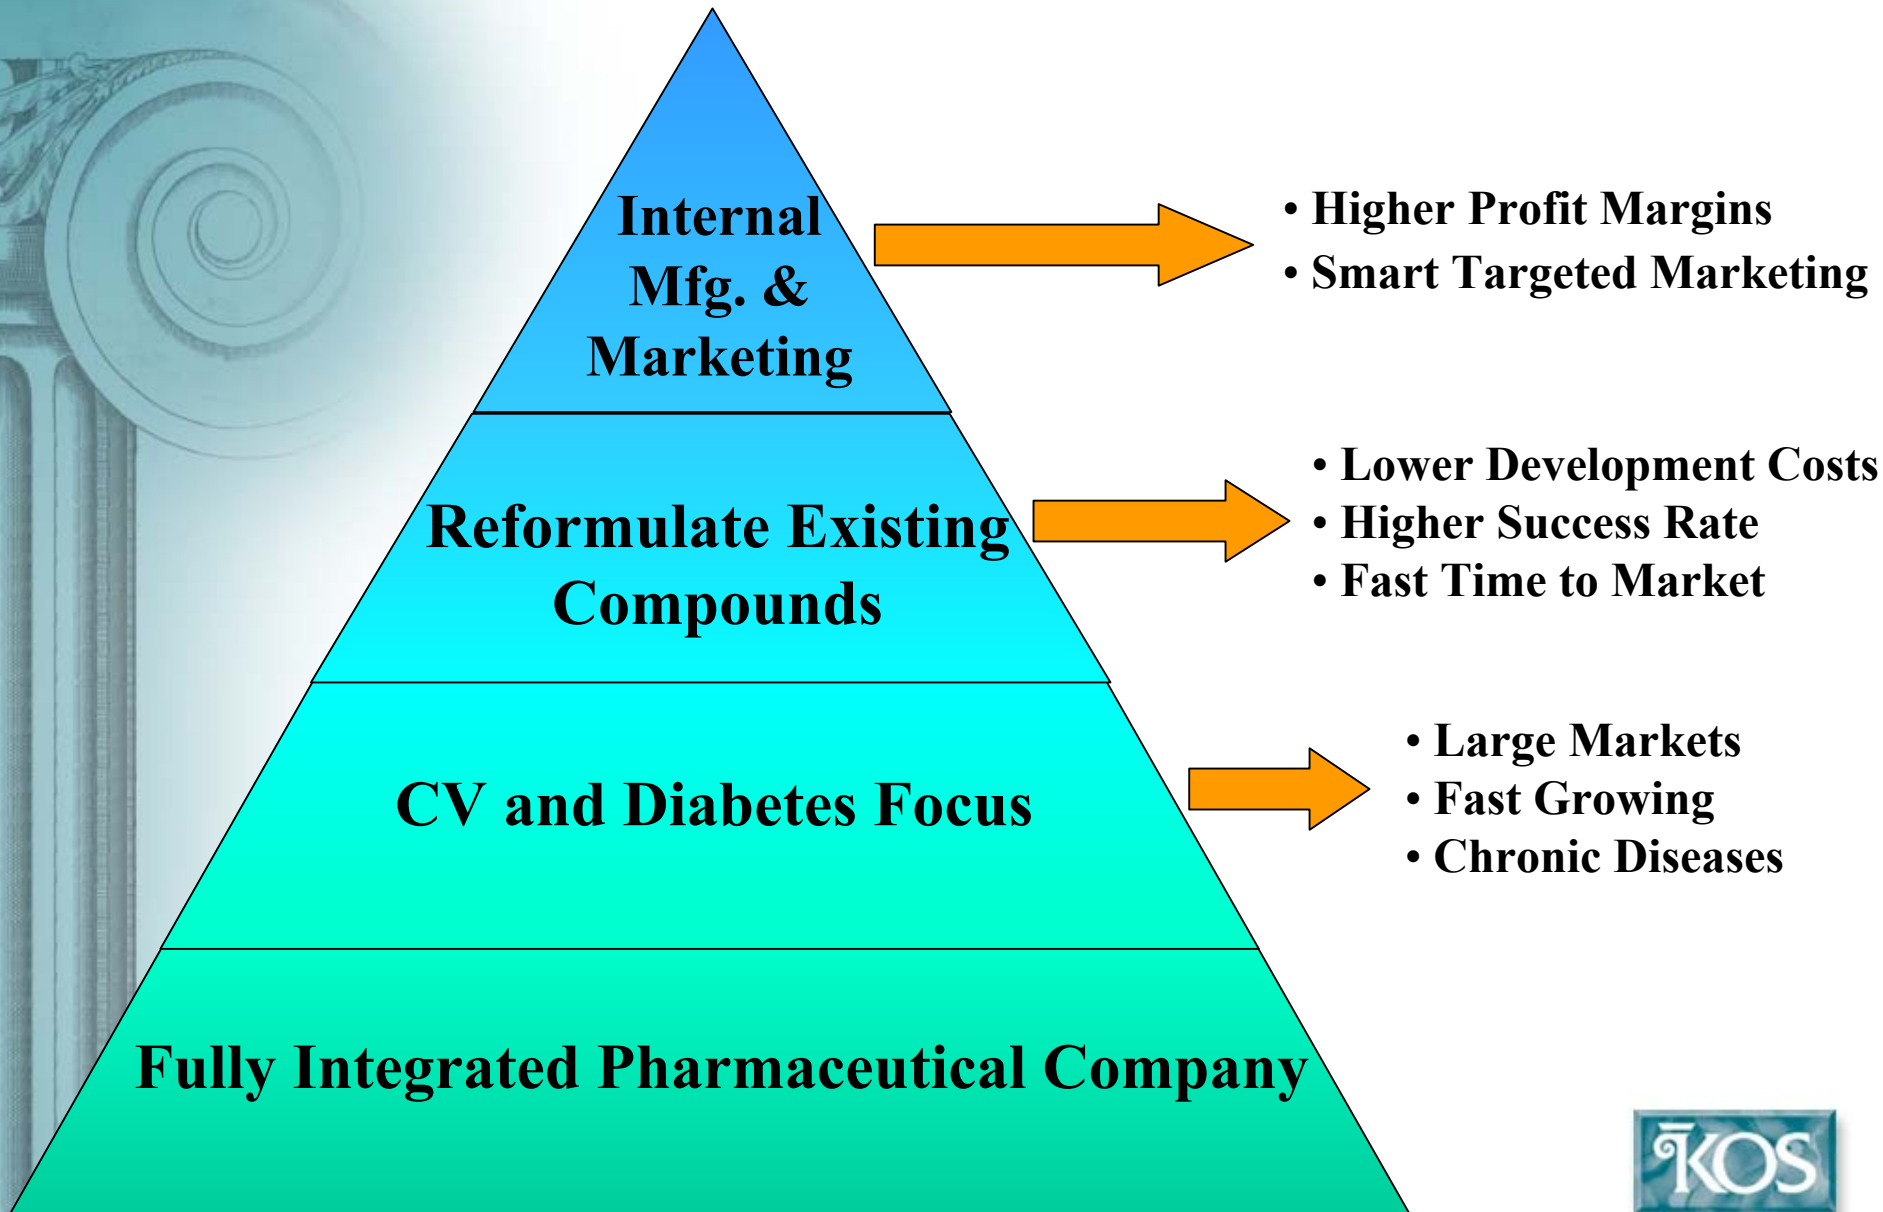 Internal
Mfg. &
Marketing
• Higher Profit Margins
• Smart Targeted Marketing
Reformulate Existing
Compounds
• Lower Development Costs
• Higher Success Rate
• Fast Time to Market
CV and Diabetes Focus
• Large Markets
• Fast Growing
• Chronic Diseases
Fully Integrated Pharmaceutical Company
KOS